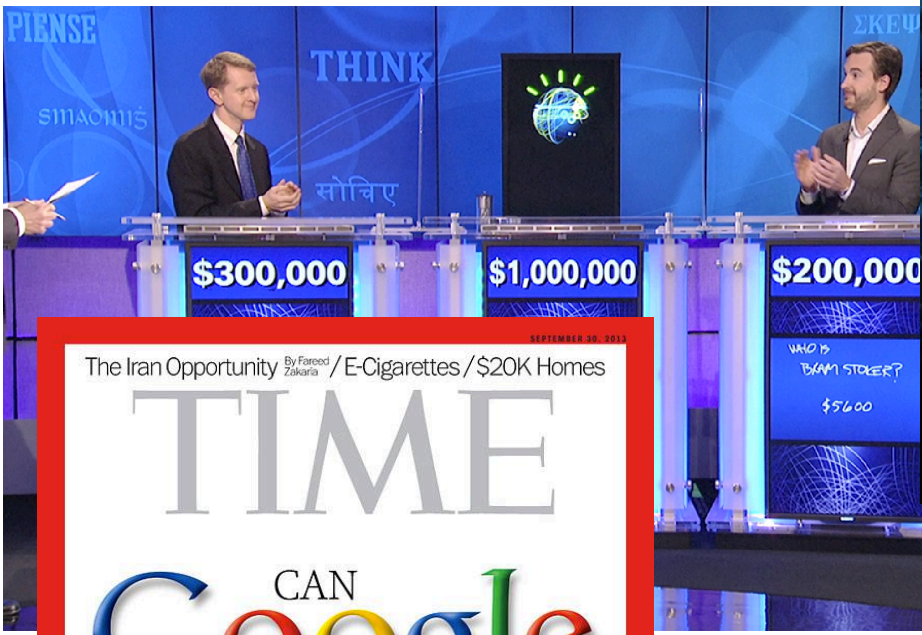 PIENSE
THINK
ΣΚΕΨ
सोचिए
$300,000
$1,000,000
$200,000
WHO IS
BRAM STOKER?
$5600
SEPTEMBER 30, 2013
The Iran Opportunity By Fareed Zakaria / E-Cigarettes / $20K Homes
TIME
CAN
Google